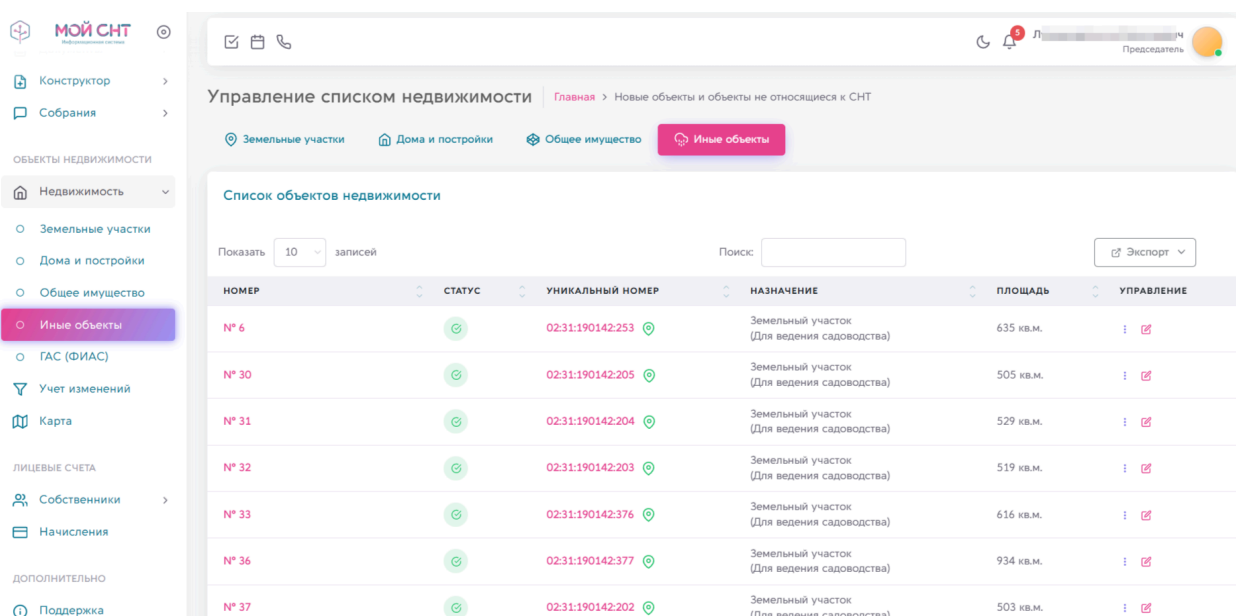 МОЙ СНТ
Информационная система
Конструктор
Собрания
ОБЪЕКТЫ НЕДВИЖИМОСТИ
Недвижимость
Земельные участки
Дома и постройки
Общее имущество
Иные объекты
ГАС (ФИАС)
Учет изменений
Карта
ЛИЦЕВЫЕ СЧЕТА
Собственники
Начисления
ДОПОЛНИТЕЛЬНО
Поддержка
5
Председатель
Управление списком недвижимости Главная > Новые объекты и объекты не относящиеся к СНТ
Земельные участки Дома и постройки Общее имущество Иные объекты
Список объектов недвижимости
Показать 10 записей Поиск: Экспорт
НОМЕР СТАТУС УНИКАЛЬНЫЙ НОМЕР НАЗНАЧЕНИЕ ПЛОЩАДЬ УПРАВЛЕНИЕ
№ 6 02:31:190142:253 Земельный участок 635 кв.м.
(Для ведения садоводства)
№ 30 02:31:190142:205 Земельный участок 505 кв.м.
(Для ведения садоводства)
№ 31 02:31:190142:204 Земельный участок 529 кв.м.
(Для ведения садоводства)
№ 32 02:31:190142:203 Земельный участок 519 кв.м.
(Для ведения садоводства)
№ 33 02:31:190142:376 Земельный участок 616 кв.м.
(Для ведения садоводства)
№ 36 02:31:190142:377 Земельный участок 934 кв.м.
(Для ведения садоводства)
№ 37 02:31:190142:202 Земельный участок 503 кв.м.
(Для ведения садоводства)